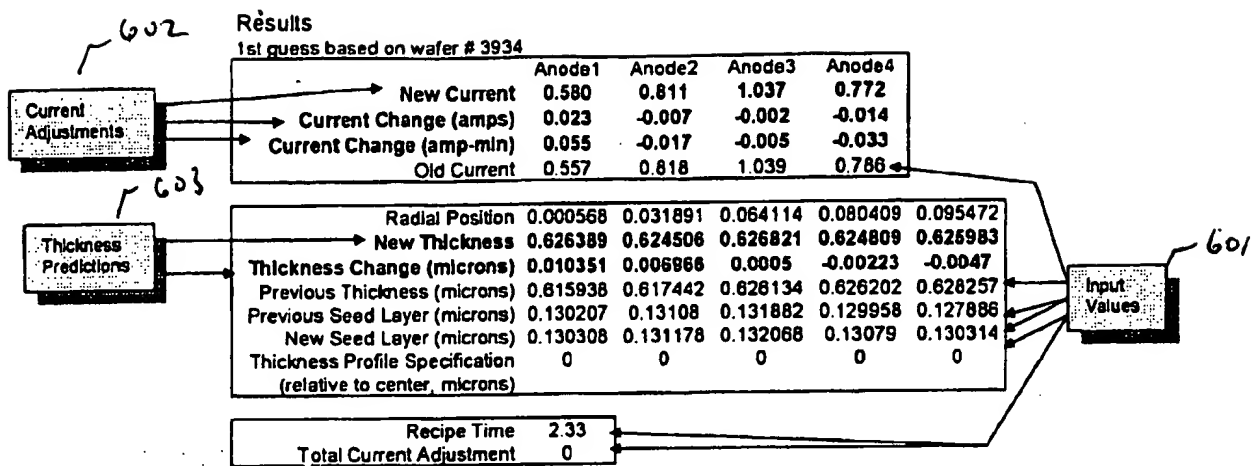 602
Results
1st guess based on wafer # 3934
Anode1 Anode2 Anode3 Anode4
New Current 0.580 0.811 1.037 0.772
Current Change (amps) 0.023 -0.007 -0.002 -0.014
Current Change (amp-min) 0.055 -0.017 -0.005 -0.033
Old Current 0.557 0.818 1.039 0.786
Current
Adjustments
603
Radial Position 0.000568 0.031891 0.064114 0.080409 0.095472
New Thickness 0.626389 0.624506 0.626821 0.624809 0.625983
Thickness Change (microns) 0.010351 0.006966 0.0005 -0.00223 -0.0047
Previous Thickness (microns) 0.615938 0.617442 0.626134 0.626202 0.628257
Previous Seed Layer (microns) 0.130207 0.13108 0.131882 0.129958 0.127886
New Seed Layer (microns) 0.130308 0.131178 0.132068 0.13079 0.130314
Thickness Profile Specification 0 0 0 0 0
(relative to center, microns)
Thickness
Predictions
601
Input
Values
Recipe Time 2.33
Total Current Adjustment 0